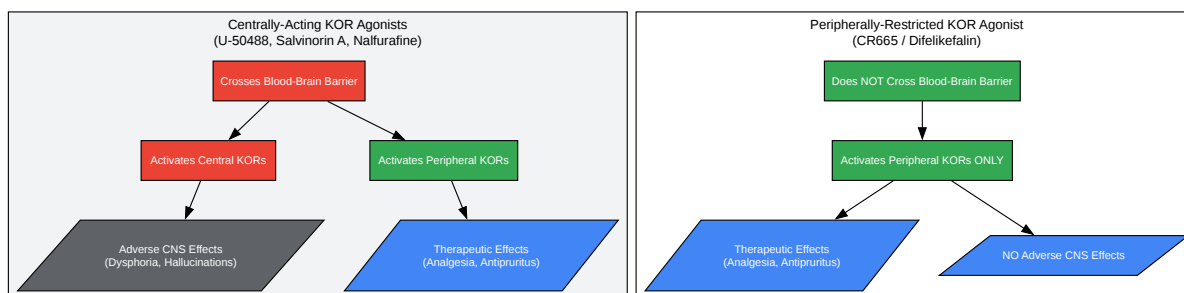 Centrally-Acting KOR Agonists
(U-50488, Salvinorin A, Nalfurafine)
Crosses Blood-Brain Barrier
Activates Central KORs
Activates Peripheral KORs
Adverse CNS Effects
(Dysphoria, Hallucinations)
Therapeutic Effects
(Analgesia, Antipruritus)
Peripherally-Restricted KOR Agonist
(CR665 / Difelikefalin)
Does NOT Cross Blood-Brain Barrier
Activates Peripheral KORs ONLY
Therapeutic Effects
(Analgesia, Antipruritus)
NO Adverse CNS Effects